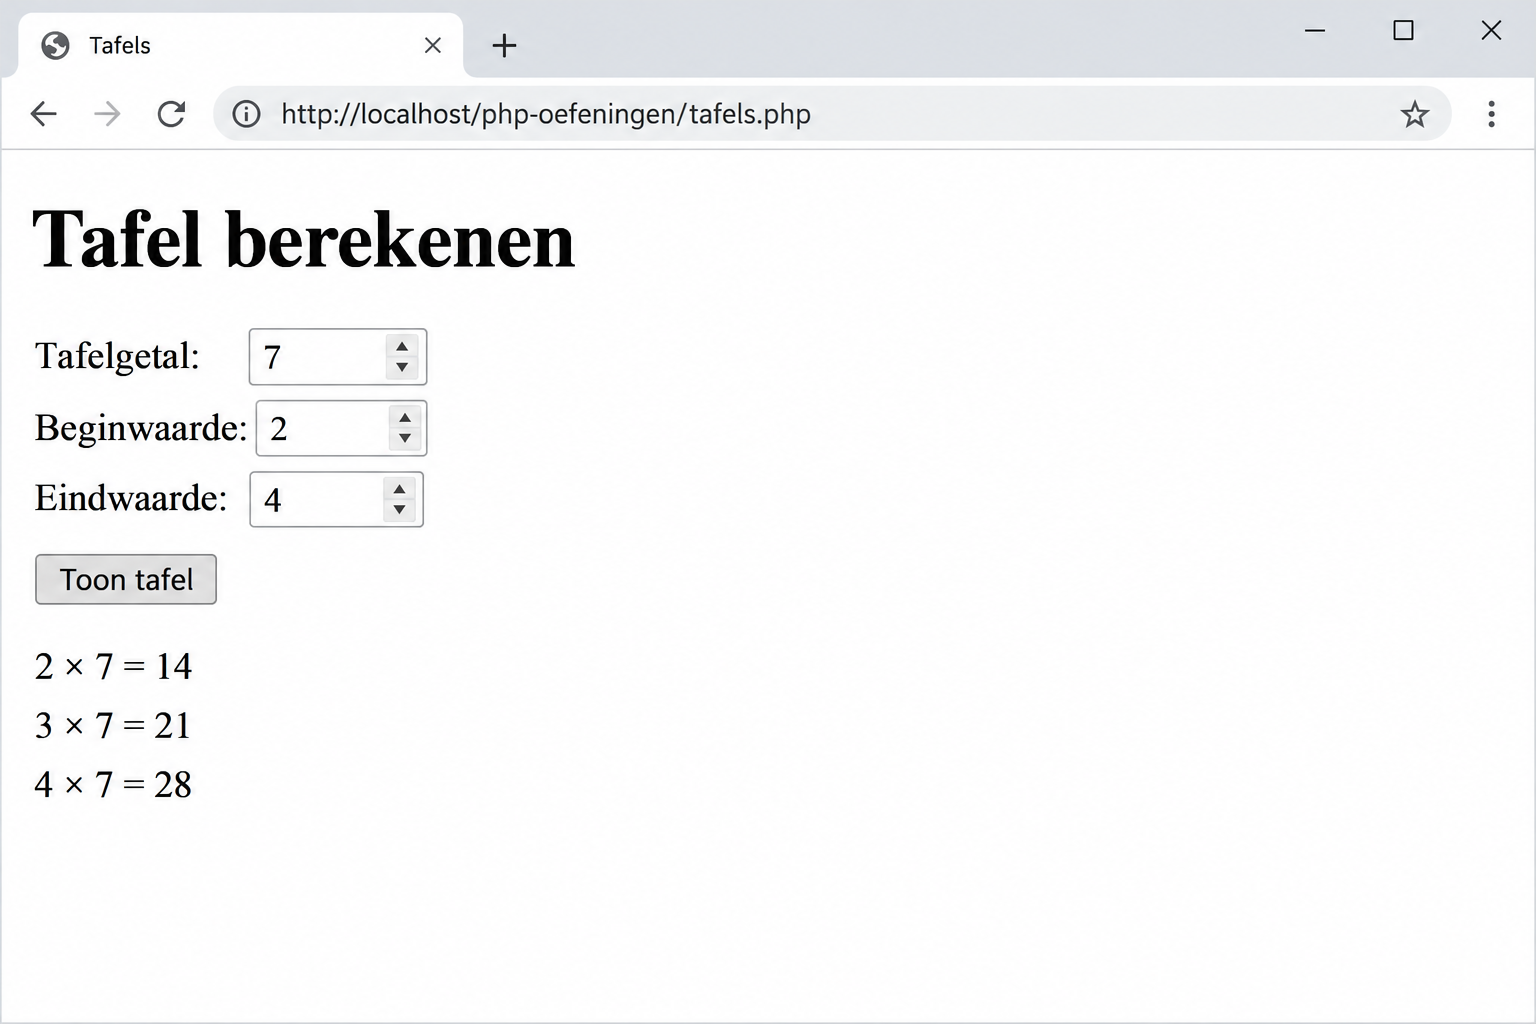 Tafels
http://localhost/php-oefeningen/tafels.php
Tafel berekenen
Tafelgetal: 7
Beginwaarde: 2
Eindwaarde: 4
Toon tafel
2 × 7 = 14
3 × 7 = 21
4 × 7 = 28